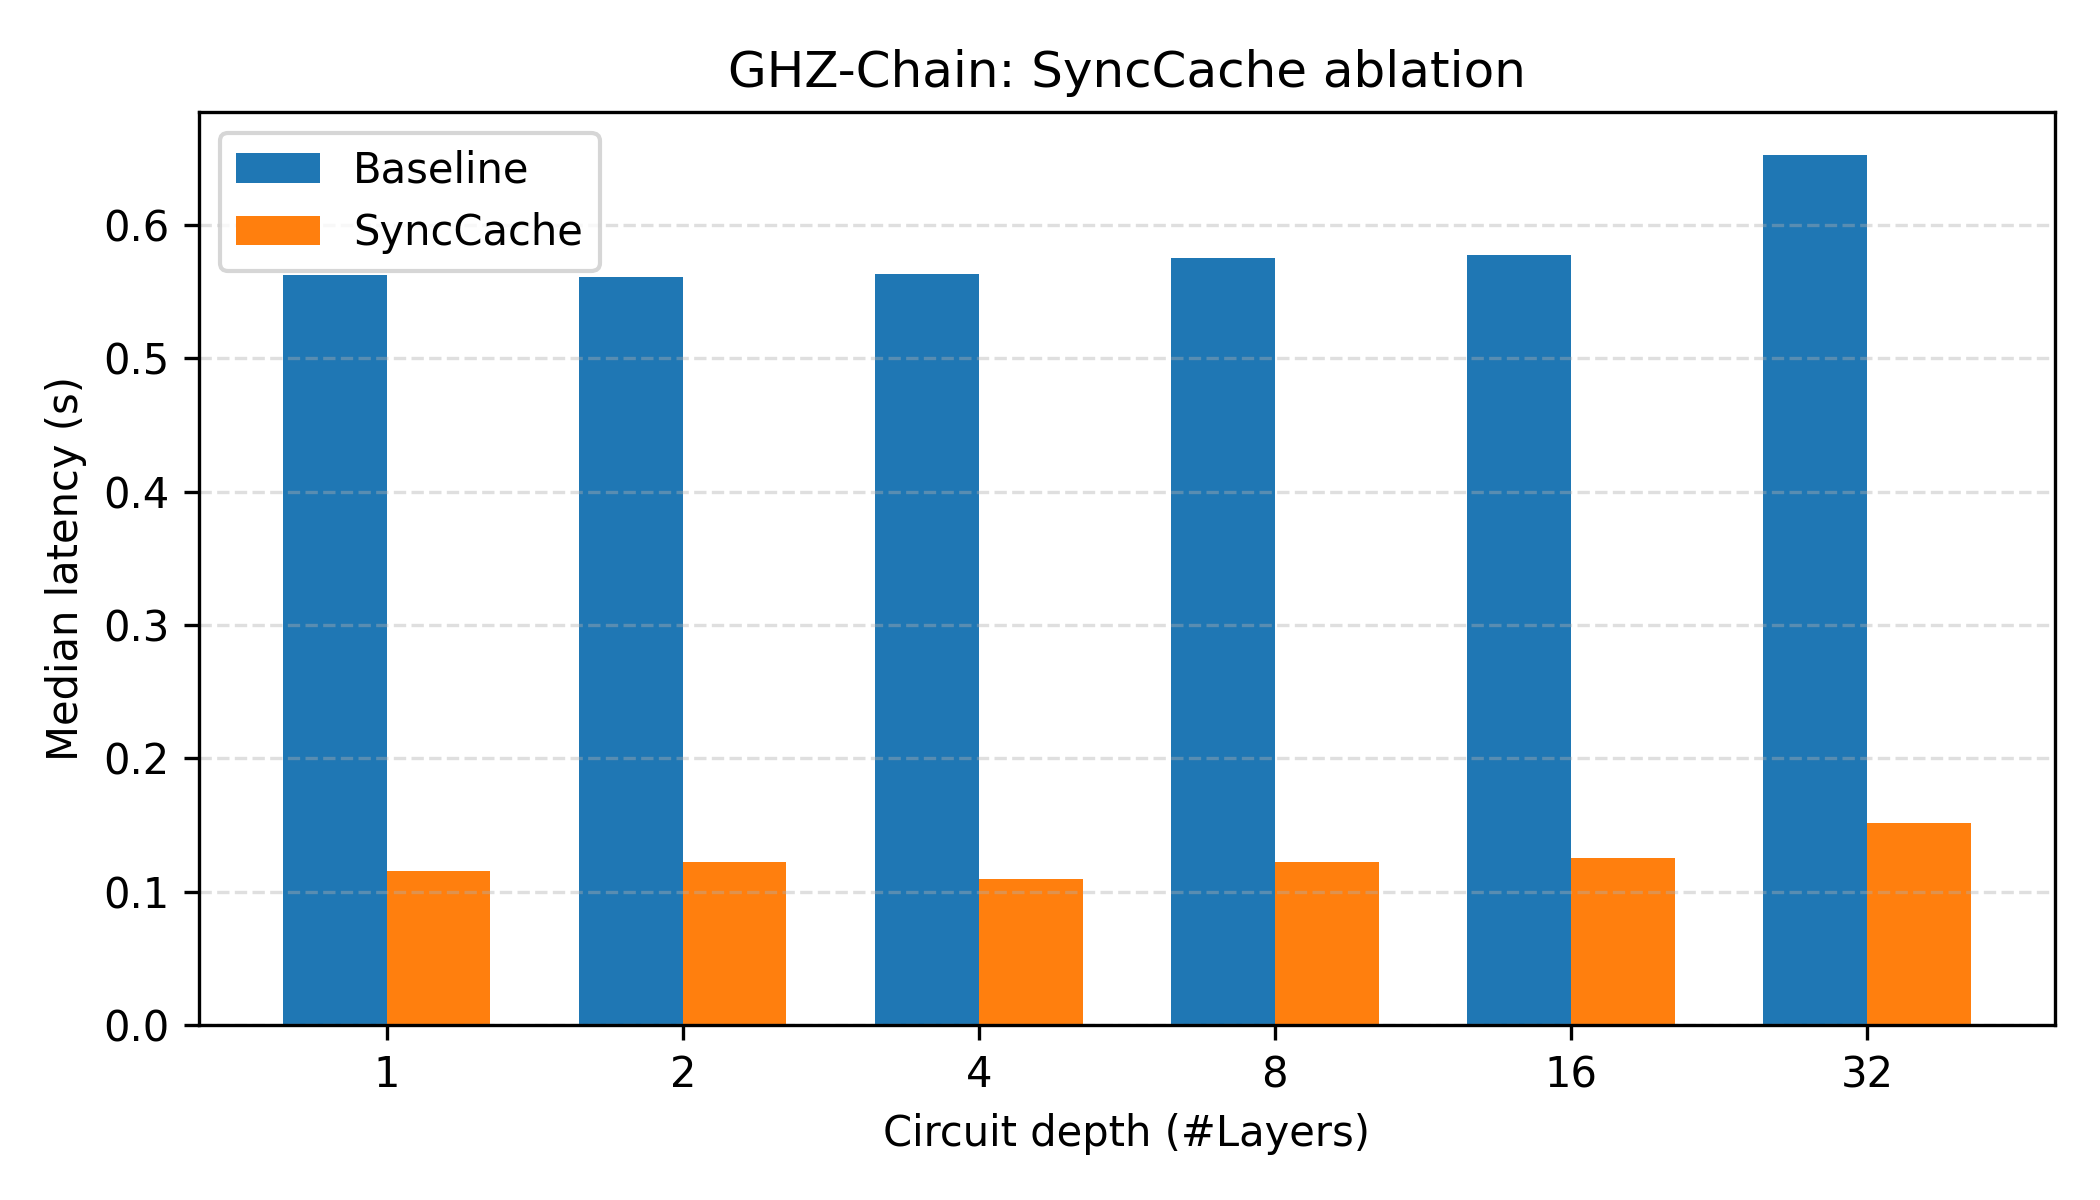 GHZ-Chain: SyncCache ablation
Baseline
SyncCache
Median latency (s)
0.6
0.5
0.4
0.3
0.2
0.1
0.0
1 2 4 8 16 32
Circuit depth (#Layers)